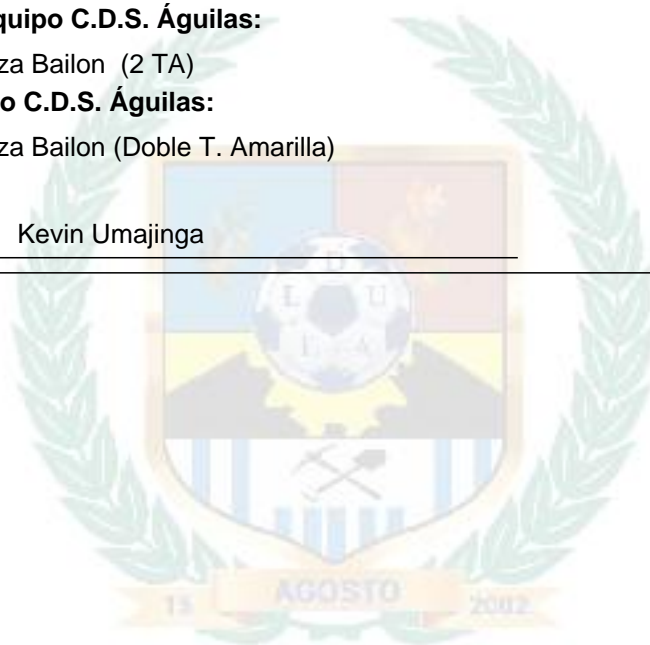 quipo C.D.S. Águilas:
za Bailon (2 TA)
o C.D.S. Águilas:
za Bailon (Doble T. Amarilla)
Kevin Umajinga
D
L U
L A
15 AGOSTO 2002